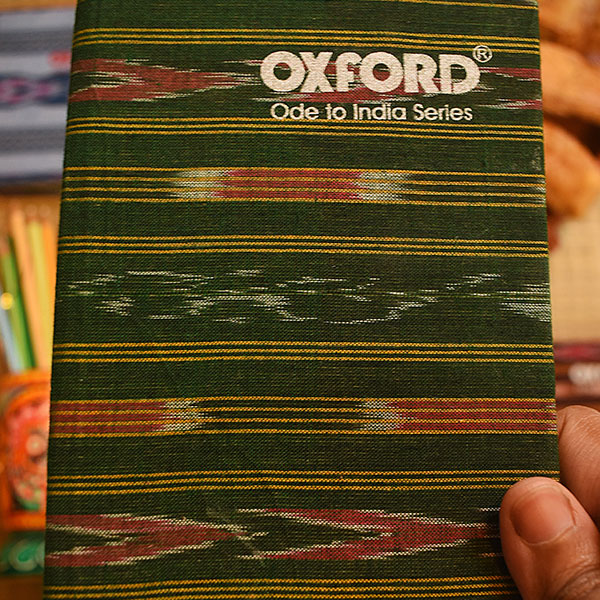 OXFORD®
Ode to India Series